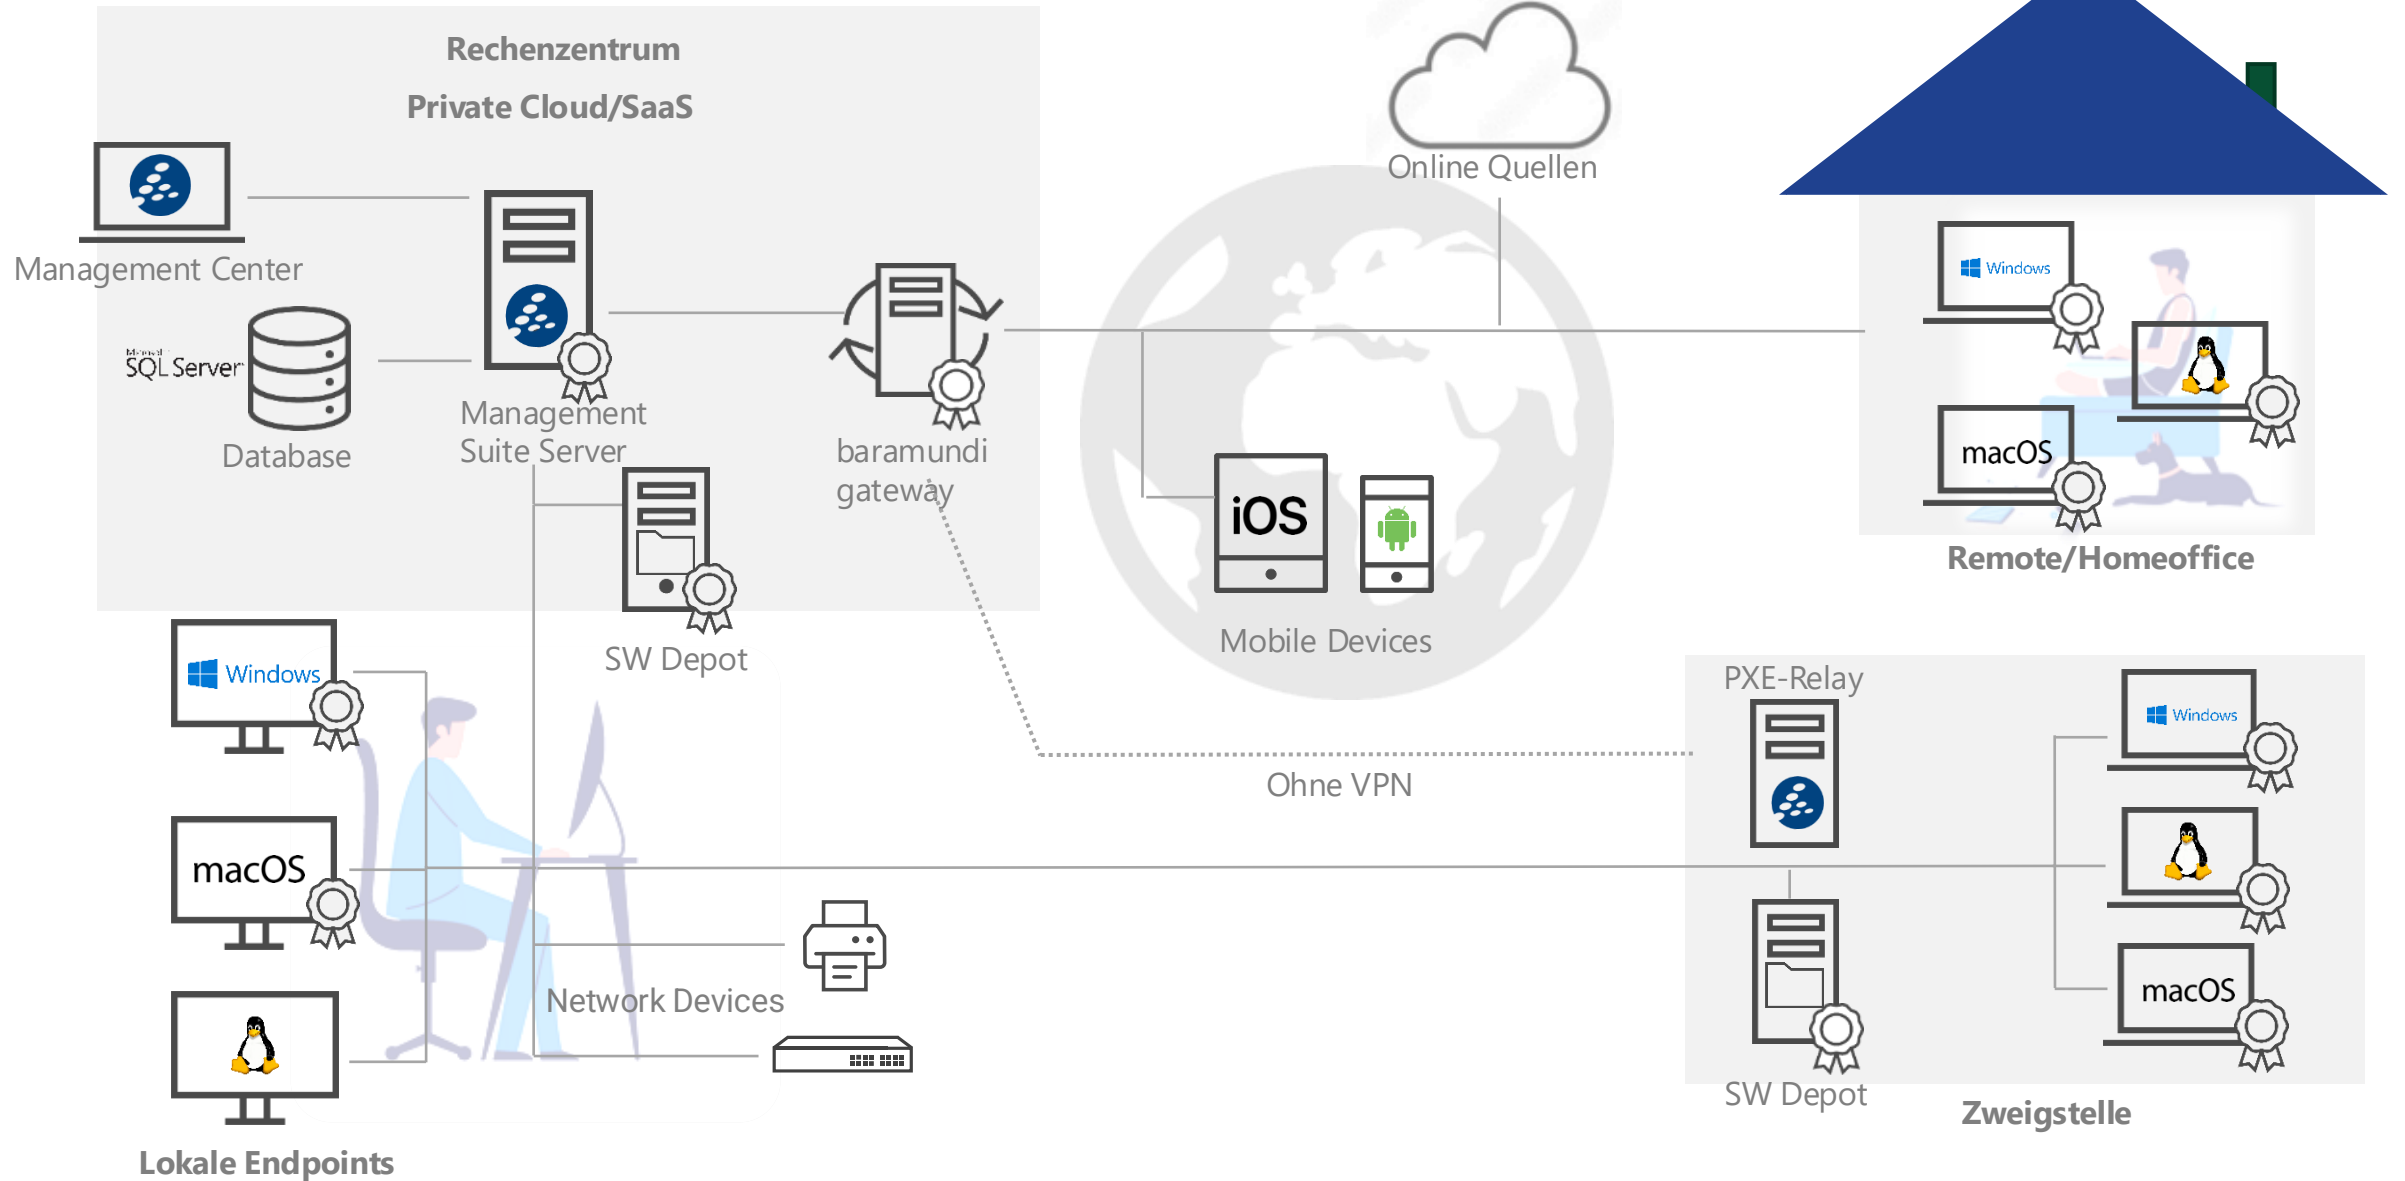 Rechenzentrum
Private Cloud/SaaS
Management Center
Microsoft
SQL Server
Database
Management
Suite Server
baramundi
gateway
SW Depot
Online Quellen
iOS
Mobile Devices
Windows
macOS
Remote/Homeoffice
Windows
macOS
Lokale Endpoints
Network Devices
Ohne VPN
PXE-Relay
SW Depot
Windows
macOS
Zweigstelle